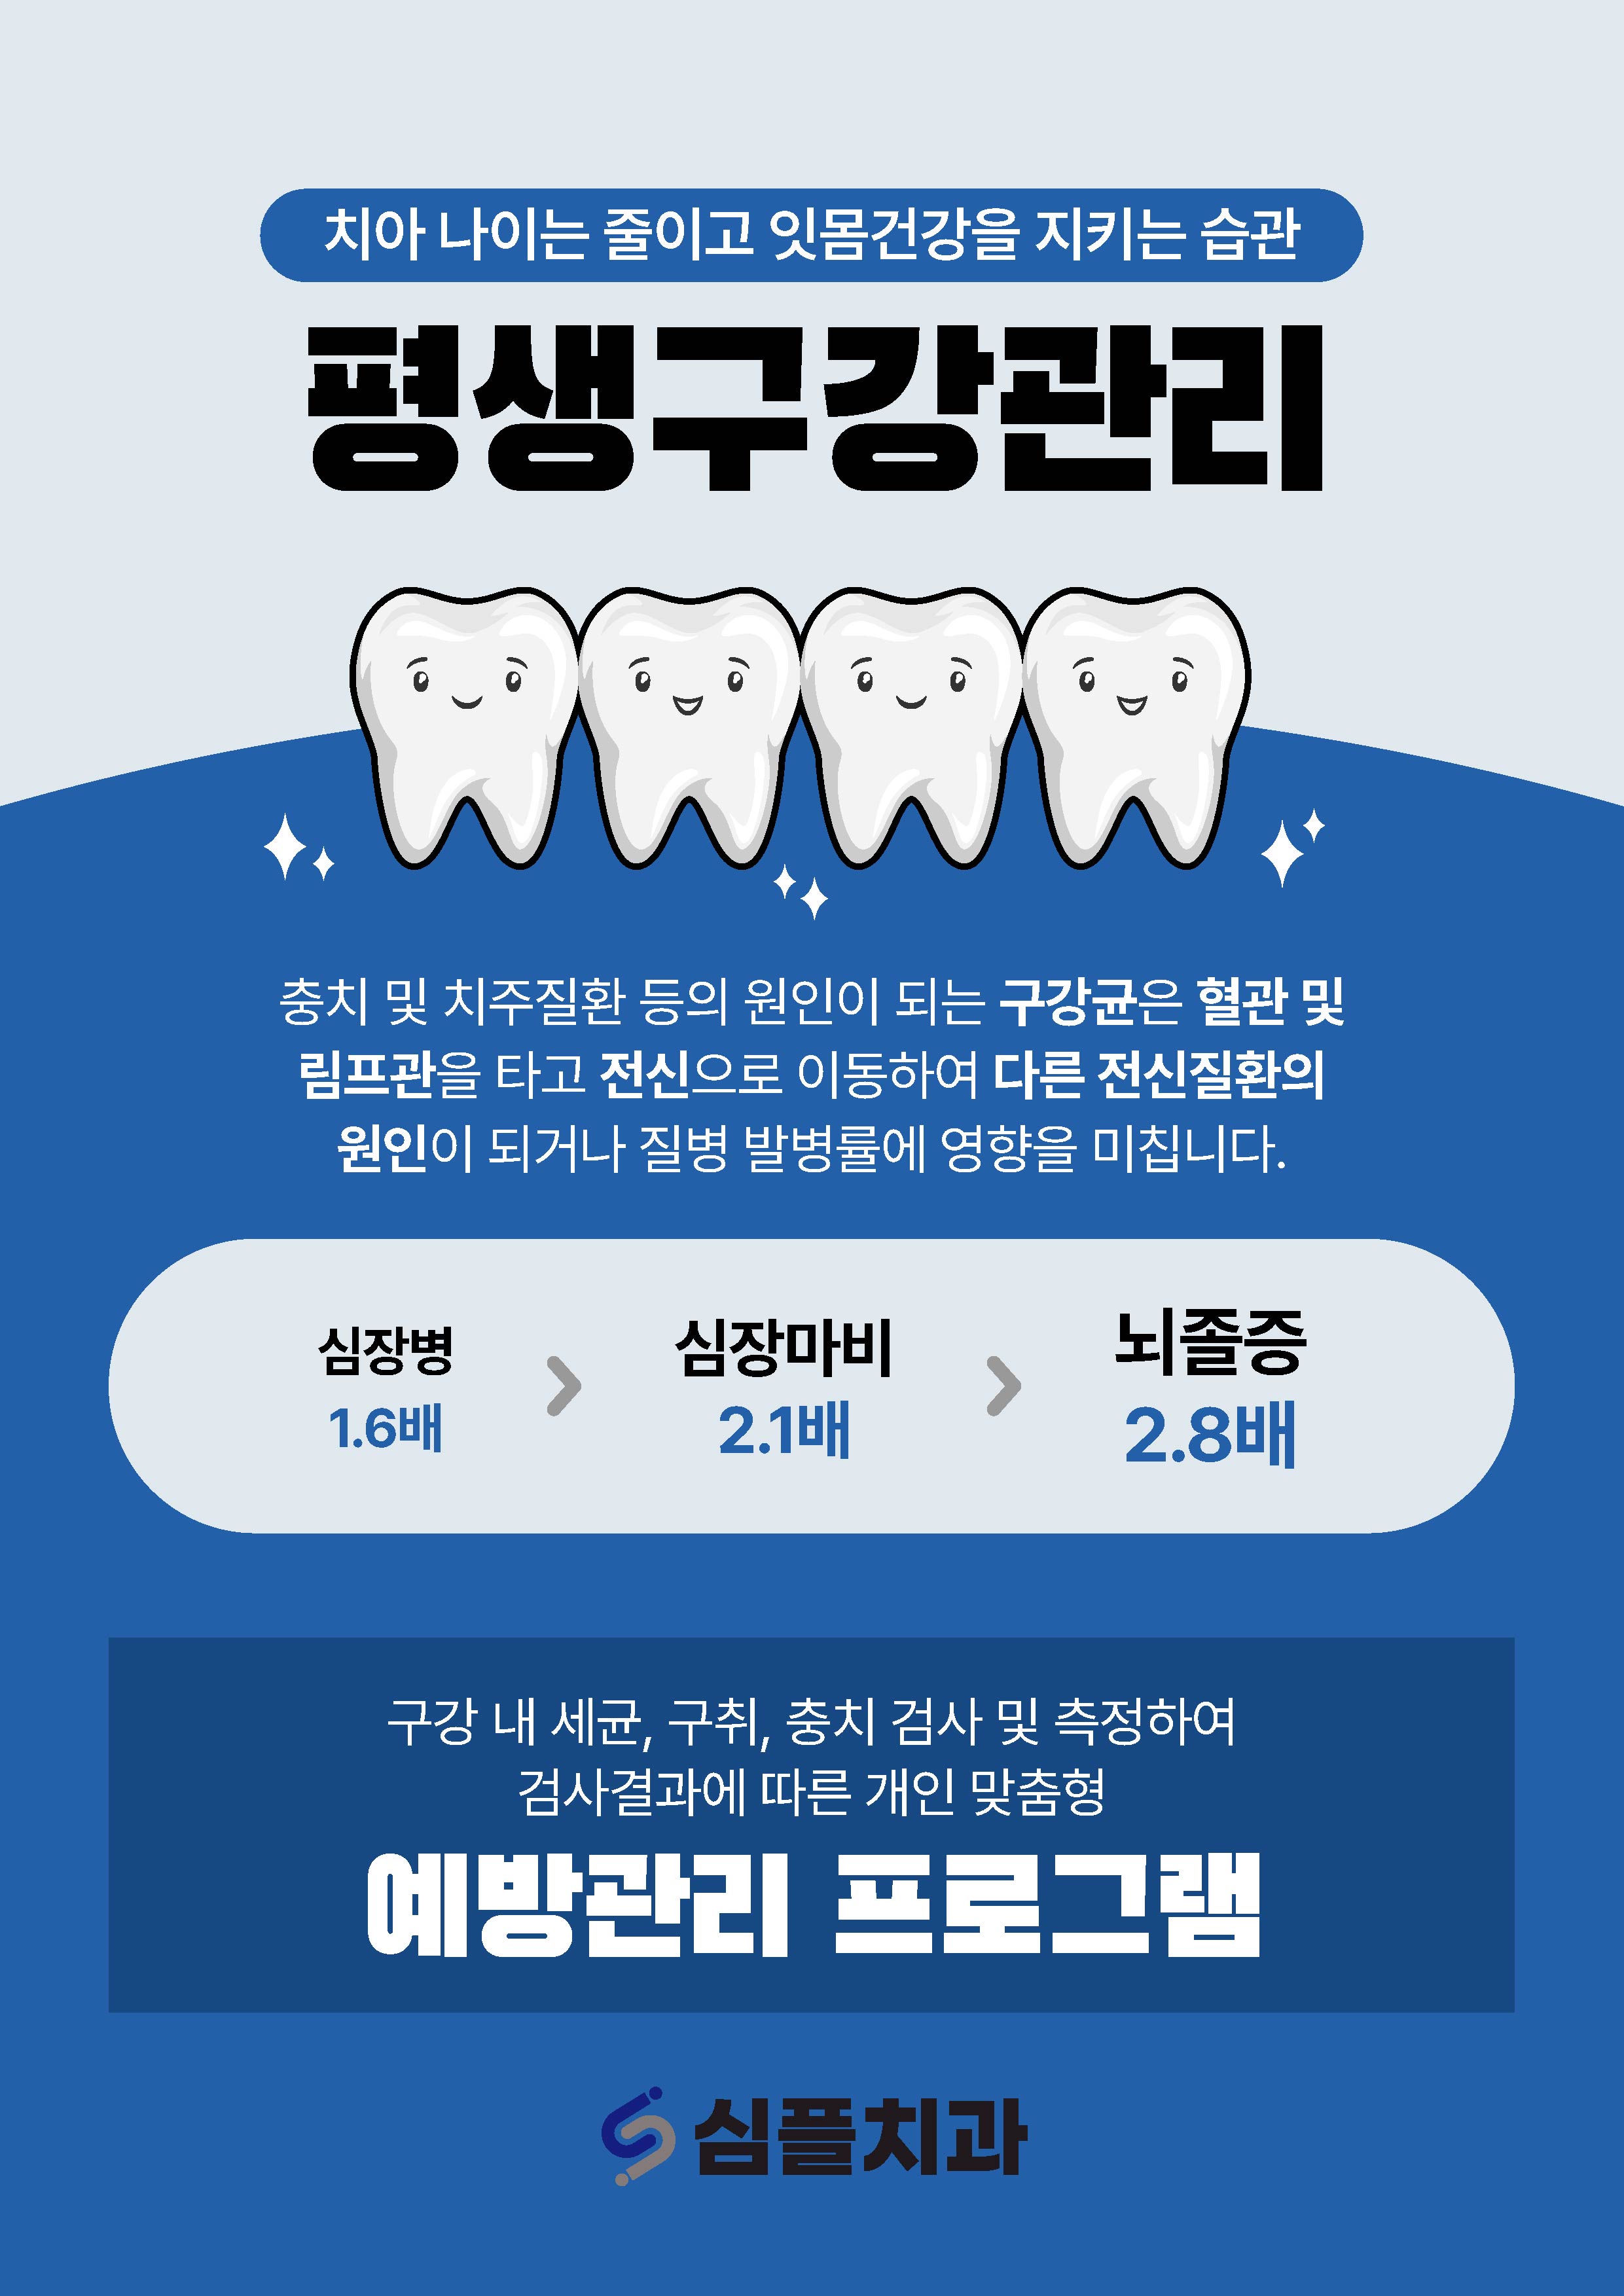 치아 나이는 줄이고 잇몸건강을 지키는 습관
평생구강관리
충치 및 치주질환 등의 원인이 되는 구강균은 혈관 및
림프관을 타고 전신으로 이동하여 다른 전신질환의
원인이 되거나 질병 발병률에 영향을 미칩니다.
심장병
1.6배
심장마비
2.1배
뇌졸증
2.8배
구강 내 세균, 구취, 충치 검사 및 측정하여
검사결과에 따른 개인 맞춤형
예방관리 프로그램
심플치과